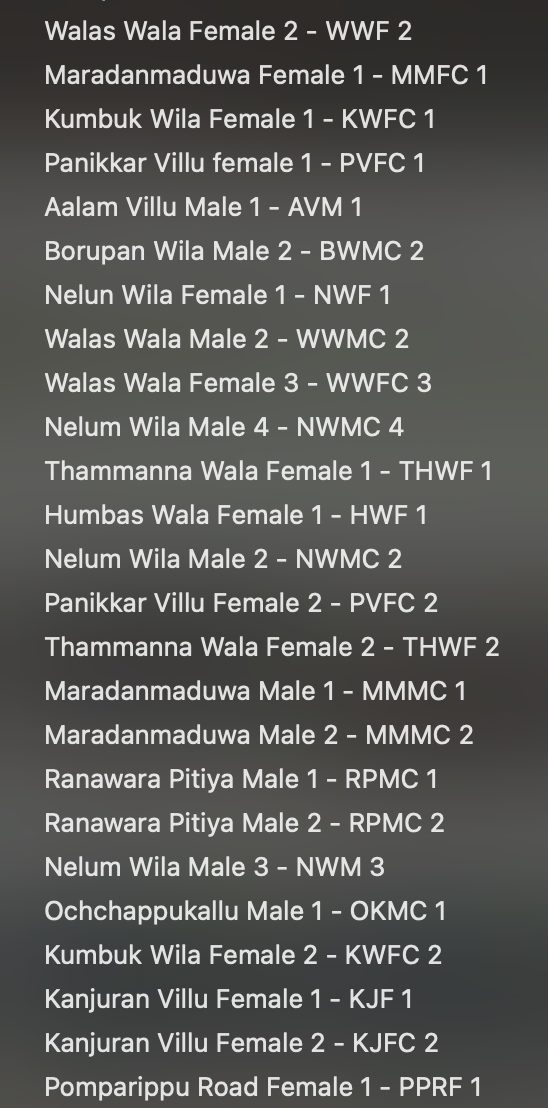 Walas Wala Female 2 - WWF 2
Maradanmaduwa Female 1 - MMFC 1
Kumbuk Wila Female 1 - KWFC 1
Panikkar Villu female 1 - PVFC 1
Aalam Villu Male 1 - AVM 1
Borupan Wila Male 2 - BWMC 2
Nelun Wila Female 1 - NWF 1
Walas Wala Male 2 - WWMC 2
Walas Wala Female 3 - WWFC 3
Nelum Wila Male 4 - NWMC 4
Thammanna Wala Female 1 - THWF 1
Humbas Wala Female 1 - HWF 1
Nelum Wila Male 2 - NWMC 2
Panikkar Villu Female 2 - PVFC 2
Thammanna Wala Female 2 - THWF 2
Maradanmaduwa Male 1 - MMMC 1
Maradanmaduwa Male 2 - MMMC 2
Ranawara Pitiya Male 1 - RPMC 1
Ranawara Pitiya Male 2 - RPMC 2
Nelum Wila Male 3 - NWM 3
Ochchappukallu Male 1 - OKMC 1
Kumbuk Wila Female 2 - KWFC 2
Kanjuran Villu Female 1 - KJF 1
Kanjuran Villu Female 2 - KJFC 2
Pomparippu Road Female 1 - PPRF 1